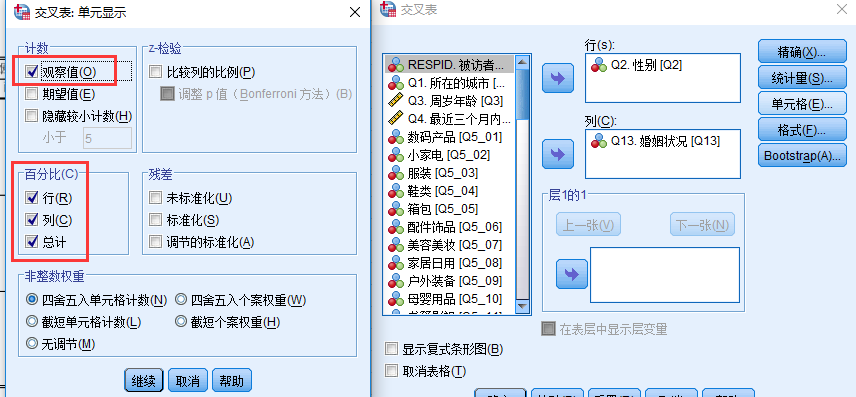 交叉表: 单元显示
计数
观察值(O)
期望值(E)
隐藏较小计数(H)
小于 5
z-检验
比较列的比例(P)
调整 p 值（Bonferroni 方法）(B)
百分比(C)
行(R)
列(C)
总计
残差
未标准化(U)
标准化(S)
调节的标准化(A)
非整数权重
四舍五入单元格计数(N)
四舍五入个案权重(W)
截短单元格计数(L)
截短个案权重(H)
无调节(M)
继续 取消 帮助
交叉表
RESPID. 被访者...
Q1. 所在的城市 [...
Q3. 周岁年龄 [Q3]
Q4. 最近三个月内...
数码产品 [Q5_01]
小家电 [Q5_02]
服装 [Q5_03]
鞋类 [Q5_04]
箱包 [Q5_05]
配件饰品 [Q5_06]
美容美妆 [Q5_07]
家居日用 [Q5_08]
户外装备 [Q5_09]
母婴用品 [Q5_10]
行(s):
Q2. 性别 [Q2]
列(C):
Q13. 婚姻状况 [Q13]
层1的1
上一张(V)
下一张(N)
在表层中显示层变量
精确(X)...
统计量(S)...
单元格(E)...
格式(F)...
Bootstrap(A)...
显示复式条形图(B)
取消表格(T)